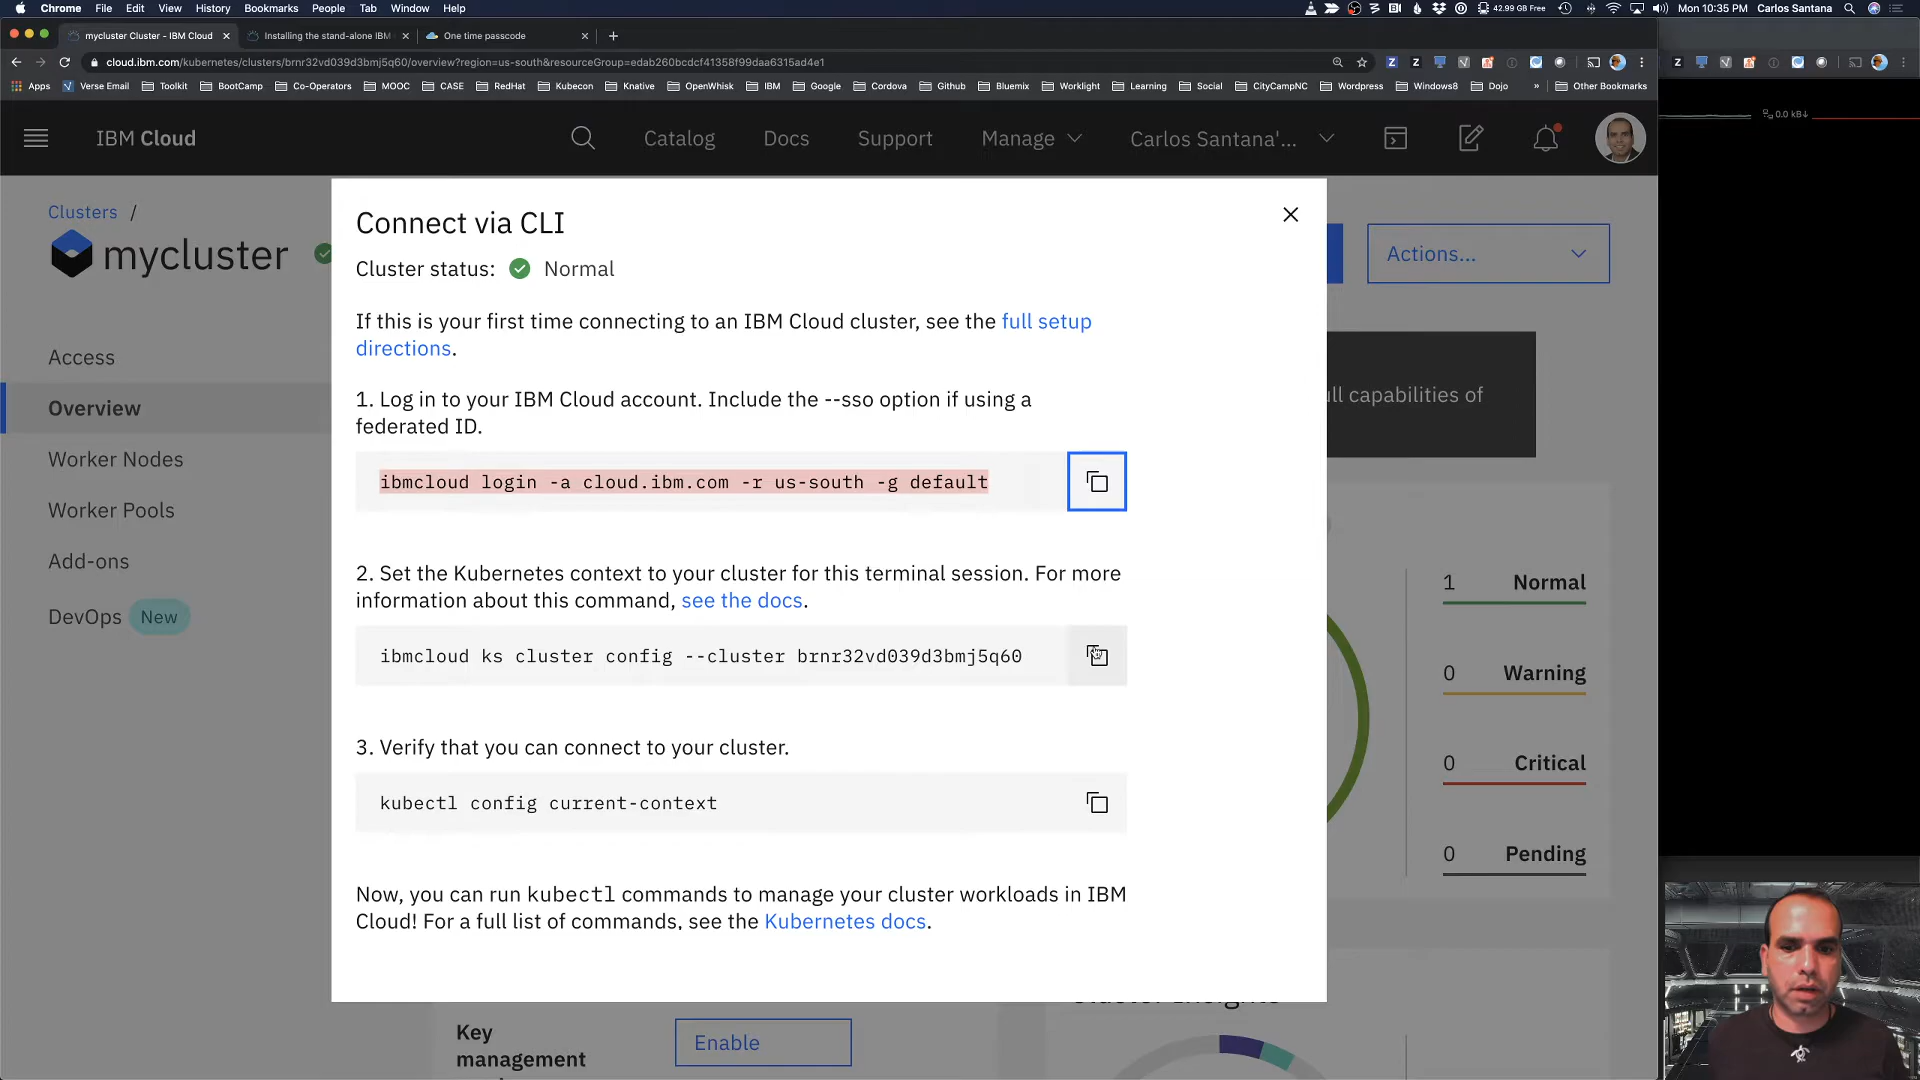 Chrome File Edit View History Bookmarks People Tab Window Help
42.99 GB Free Mon 10:35 PM Carlos Santana
mycluster Cluster - IBM Cloud
Installing the stand-alone IBM
One time passcode
cloud.ibm.com/kubernetes/clusters/brnr32vd039d3bmj5q60/overview?region=us-south&resourceGroup=edab260bcdcf41358f99daa6315ad4e1
Apps Verse Email Toolkit BootCamp Co-Operators MOOC CASE RedHat Kubecon Knative OpenWhisk IBM Google Cordova Github Bluemix Worklight Learning Social CityCampNC Wordpress Windows8 Dojo » Other Bookmarks
0.0 kB↓
IBM Cloud
Catalog Docs Support Manage Carlos Santana'...
Clusters /
mycluster
Actions...
Access
Overview
Worker Nodes
Worker Pools
Add-ons
DevOps New
Connect via CLI
Cluster status: Normal
If this is your first time connecting to an IBM Cloud cluster, see the full setup
directions.
1. Log in to your IBM Cloud account. Include the --sso option if using a
federated ID.
ibmcloud login -a cloud.ibm.com -r us-south -g default
2. Set the Kubernetes context to your cluster for this terminal session. For more
information about this command, see the docs.
ibmcloud ks cluster config --cluster brnr32vd039d3bmj5q60
3. Verify that you can connect to your cluster.
kubectl config current-context
Now, you can run kubectl commands to manage your cluster workloads in IBM
Cloud! For a full list of commands, see the Kubernetes docs.
ll capabilities of
1 Normal
0 Warning
0 Critical
0 Pending
Key
management
Enable